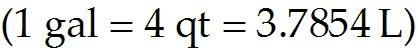 (1 gal = 4 qt = 3.7854 L)